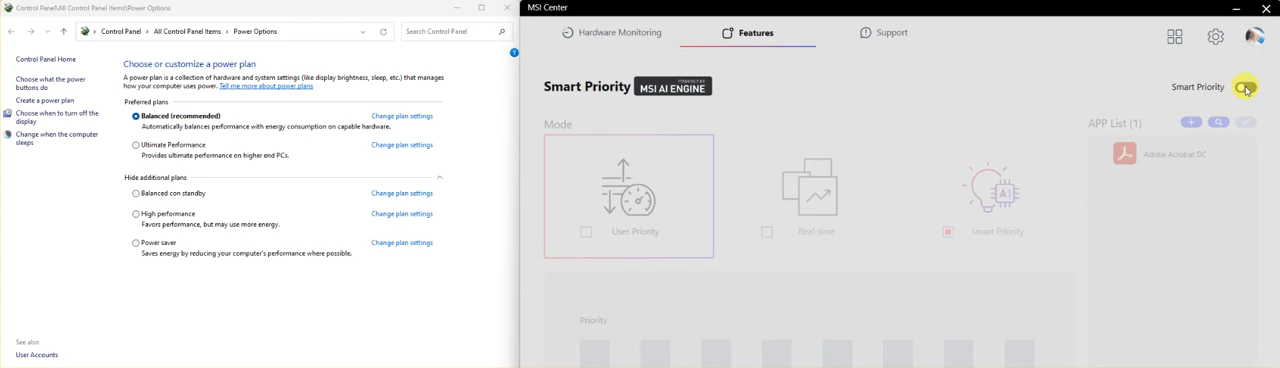 Control Panel\All Control Panel Items\Power Options
Control Panel > All Control Panel Items > Power Options
Search Control Panel
Control Panel Home
Choose what the power
buttons do
Create a power plan
Choose when to turn off the
display
Change when the computer
sleeps
See also
User Accounts
Choose or customize a power plan
A power plan is a collection of hardware and system settings (like display brightness, sleep, etc.) that manages
how your computer uses power. Tell me more about power plans
Preferred plans
Balanced (recommended) Change plan settings
Automatically balances performance with energy consumption on capable hardware.
Ultimate Performance Change plan settings
Provides ultimate performance on higher end PCs.
Hide additional plans
Balanced con standby Change plan settings
High performance Change plan settings
Favors performance, but may use more energy.
Power saver Change plan settings
Saves energy by reducing your computer's performance where possible.
MSI Center
Hardware Monitoring
Features
Support
Smart Priority
POWERED BY
MSI AI ENGINE
Smart Priority
Mode
User Priority
Real-time
AI
Smart Priority
Priority
APP List (1)
Adobe Acrobat DC